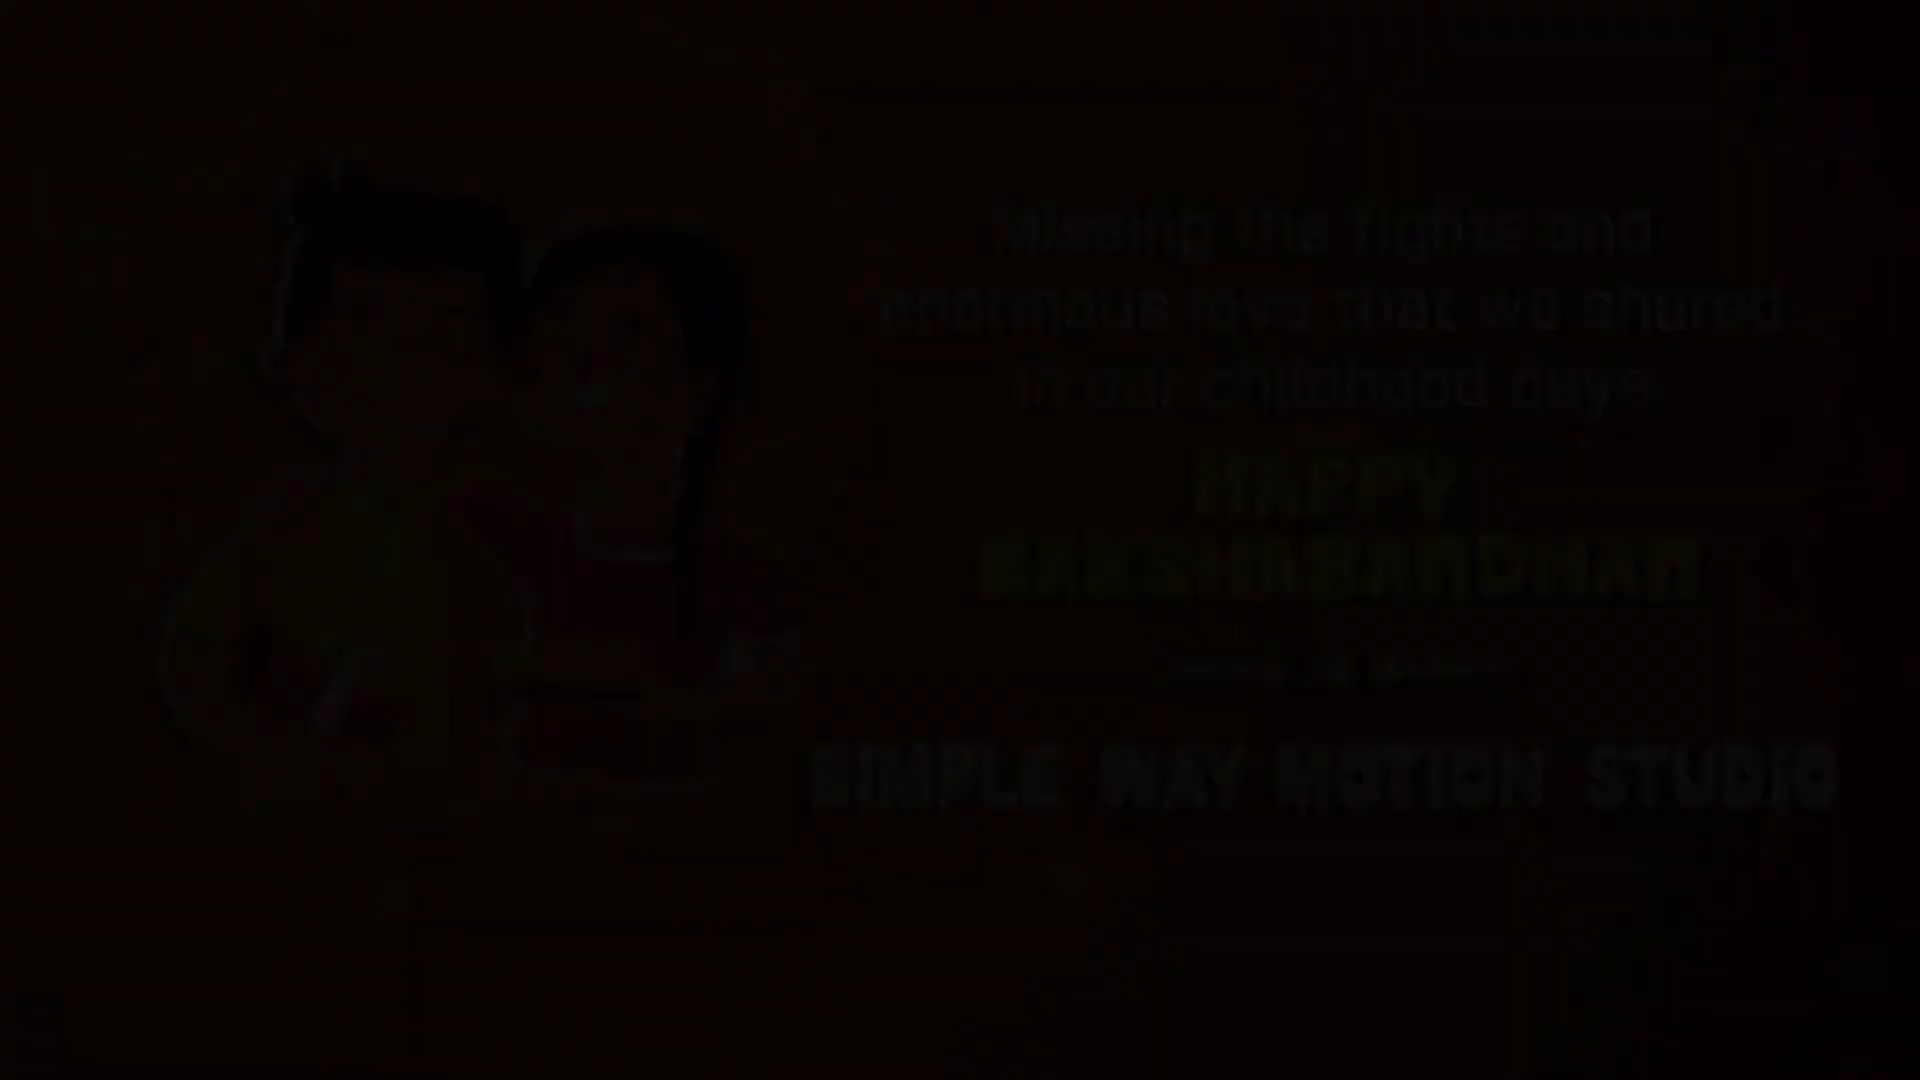 Missing the fights and
enormous love that we shared
in our childhood days
HAPPY
RAKSHABANDHAN
SIMPLE WAY MOTION STUDIO